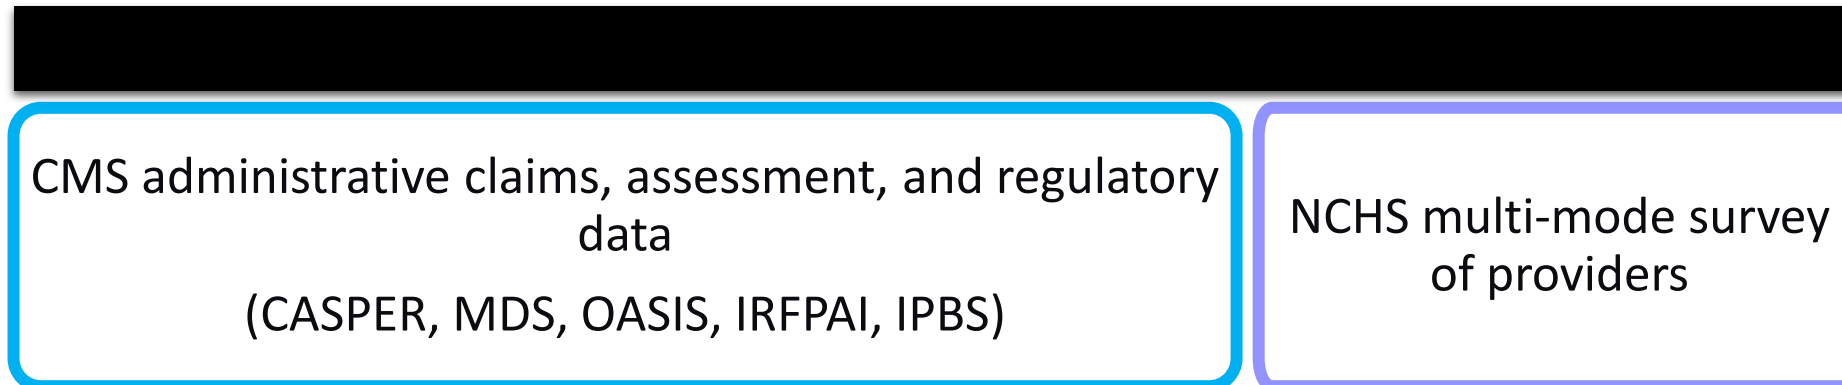 CMS administrative claims, assessment, and regulatory
data
(CASPER, MDS, OASIS, IRFPAI, IPBS)
NCHS multi-mode survey
of providers